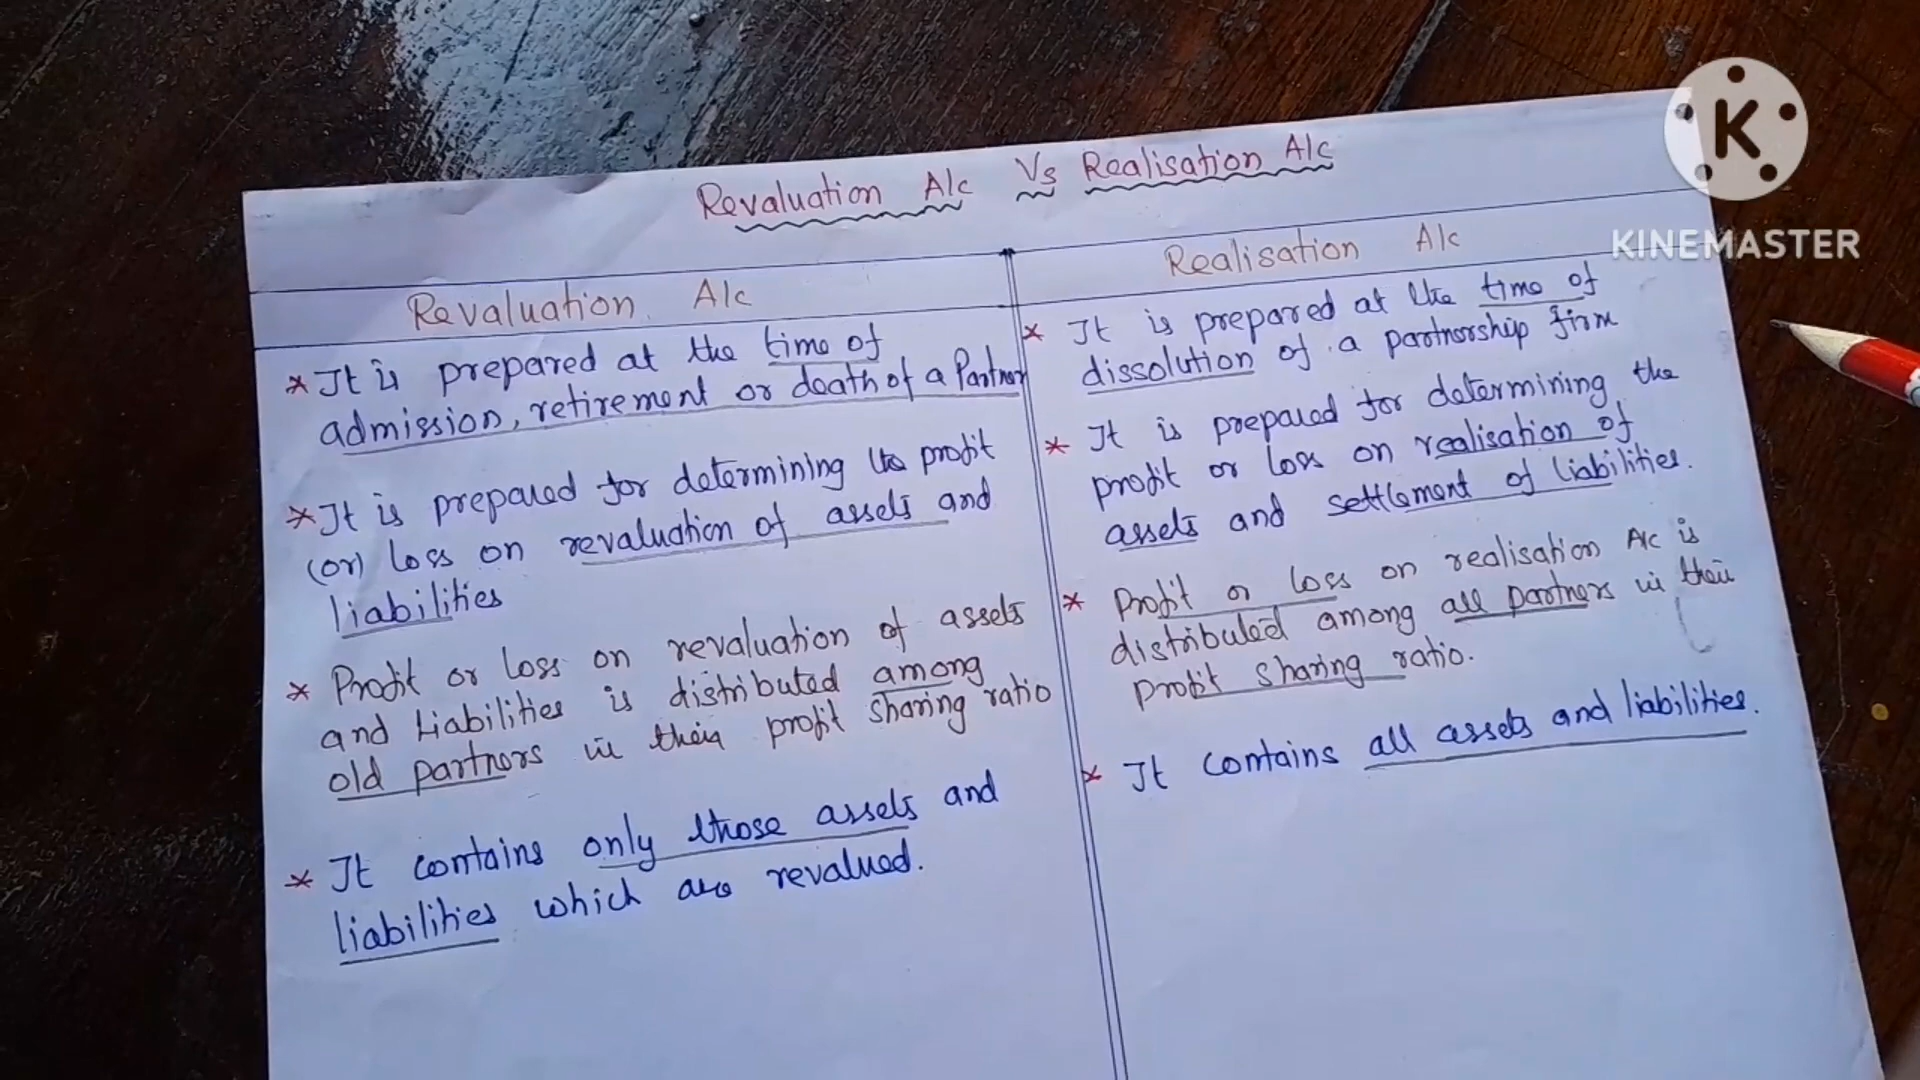 Revaluation A/c Vs Realisation A/c
Revaluation A/c
* It is prepared at the time of
admission, retirement or death of a Partner
* It is prepared for determining the profit
(or) loss on revaluation of assets and
liabilities
* Profit or loss on revaluation of assets
and Liabilities is distributed among
old partners in their profit sharing ratio
* It contains only those assets and
liabilities which are revalued.
Realisation A/c
* It is prepared at the time of
dissolution of a partnership firm
* It is prepared for determining the
profit or loss on realisation of
assets and settlement of liabilities.
* Profit or loss on realisation A/c is
distributed among all partners in their
profit sharing ratio.
* It contains all assets and liabilities.
K
KINEMASTER